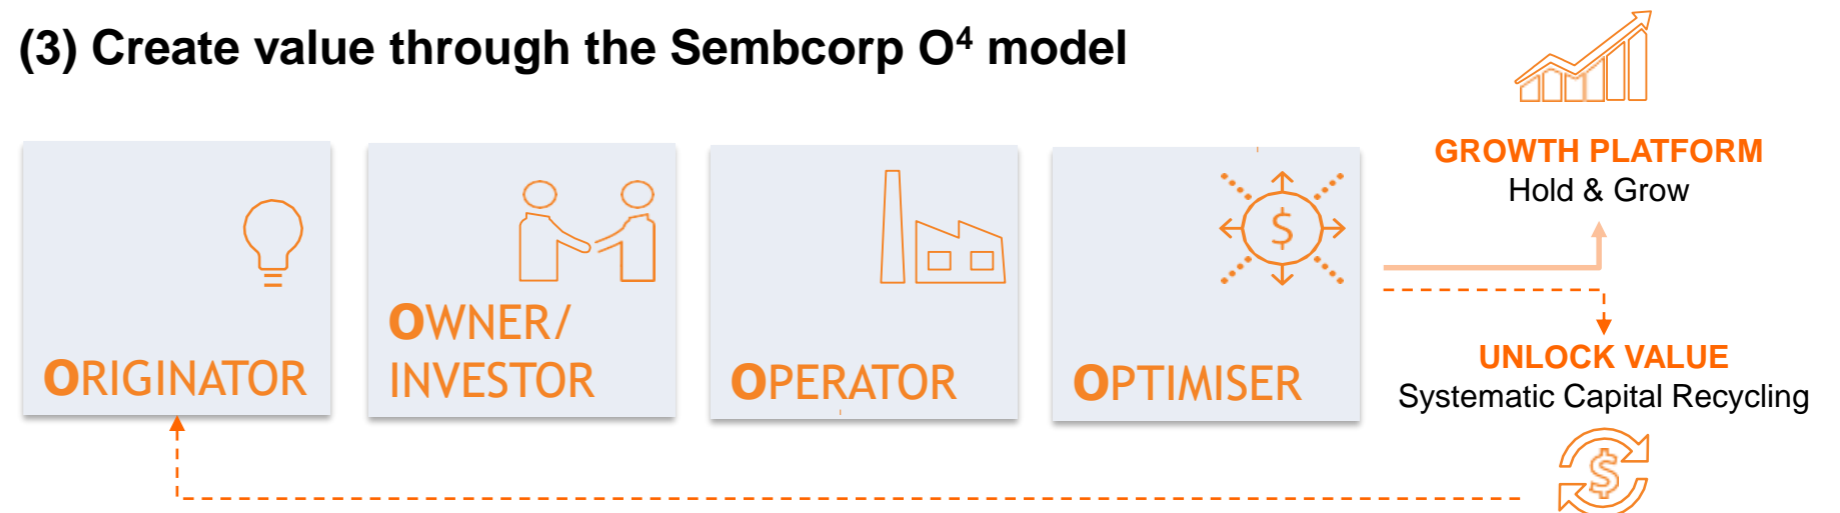 (3) Create value through the Sembcorp O⁴ model
ORIGINATOR
OWNER/
INVESTOR
OPERATOR
$
OPTIMISER
GROWTH PLATFORM
Hold & Grow
UNLOCK VALUE
Systematic Capital Recycling
$